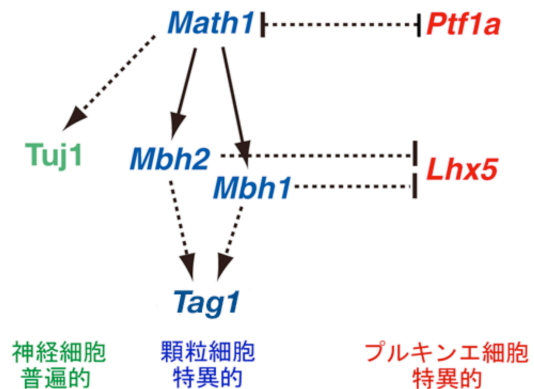 Math1
Ptf1a
Tuj1
Mbh2
Mbh1
Lhx5
Tag1
神経細胞
普遍的
顆粒細胞
特異的
プルキンエ細胞
特異的